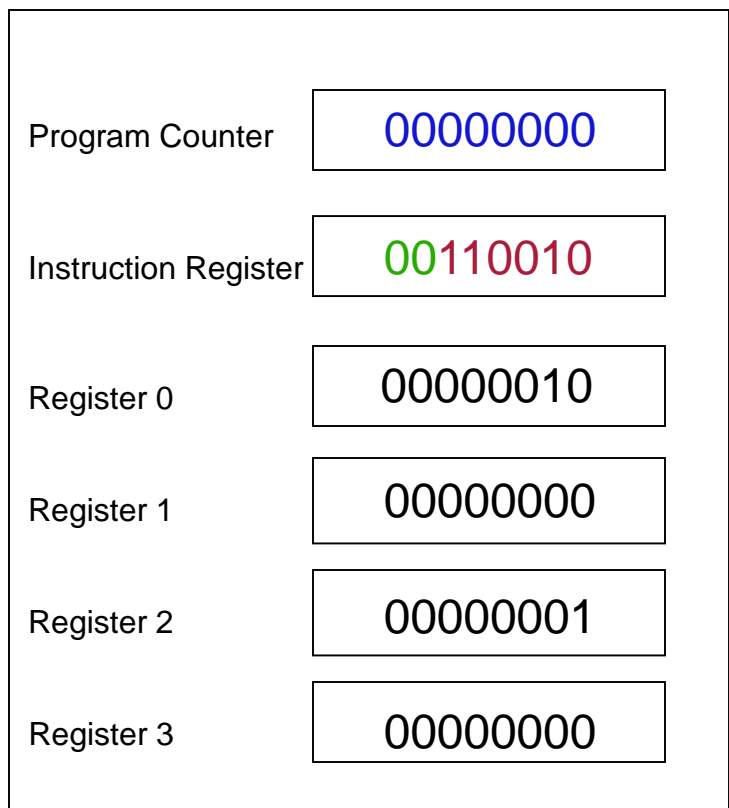 Program Counter 00000000
Instruction Register 00110010
Register 0 00000010
Register 1 00000000
Register 2 00000001
Register 3 00000000